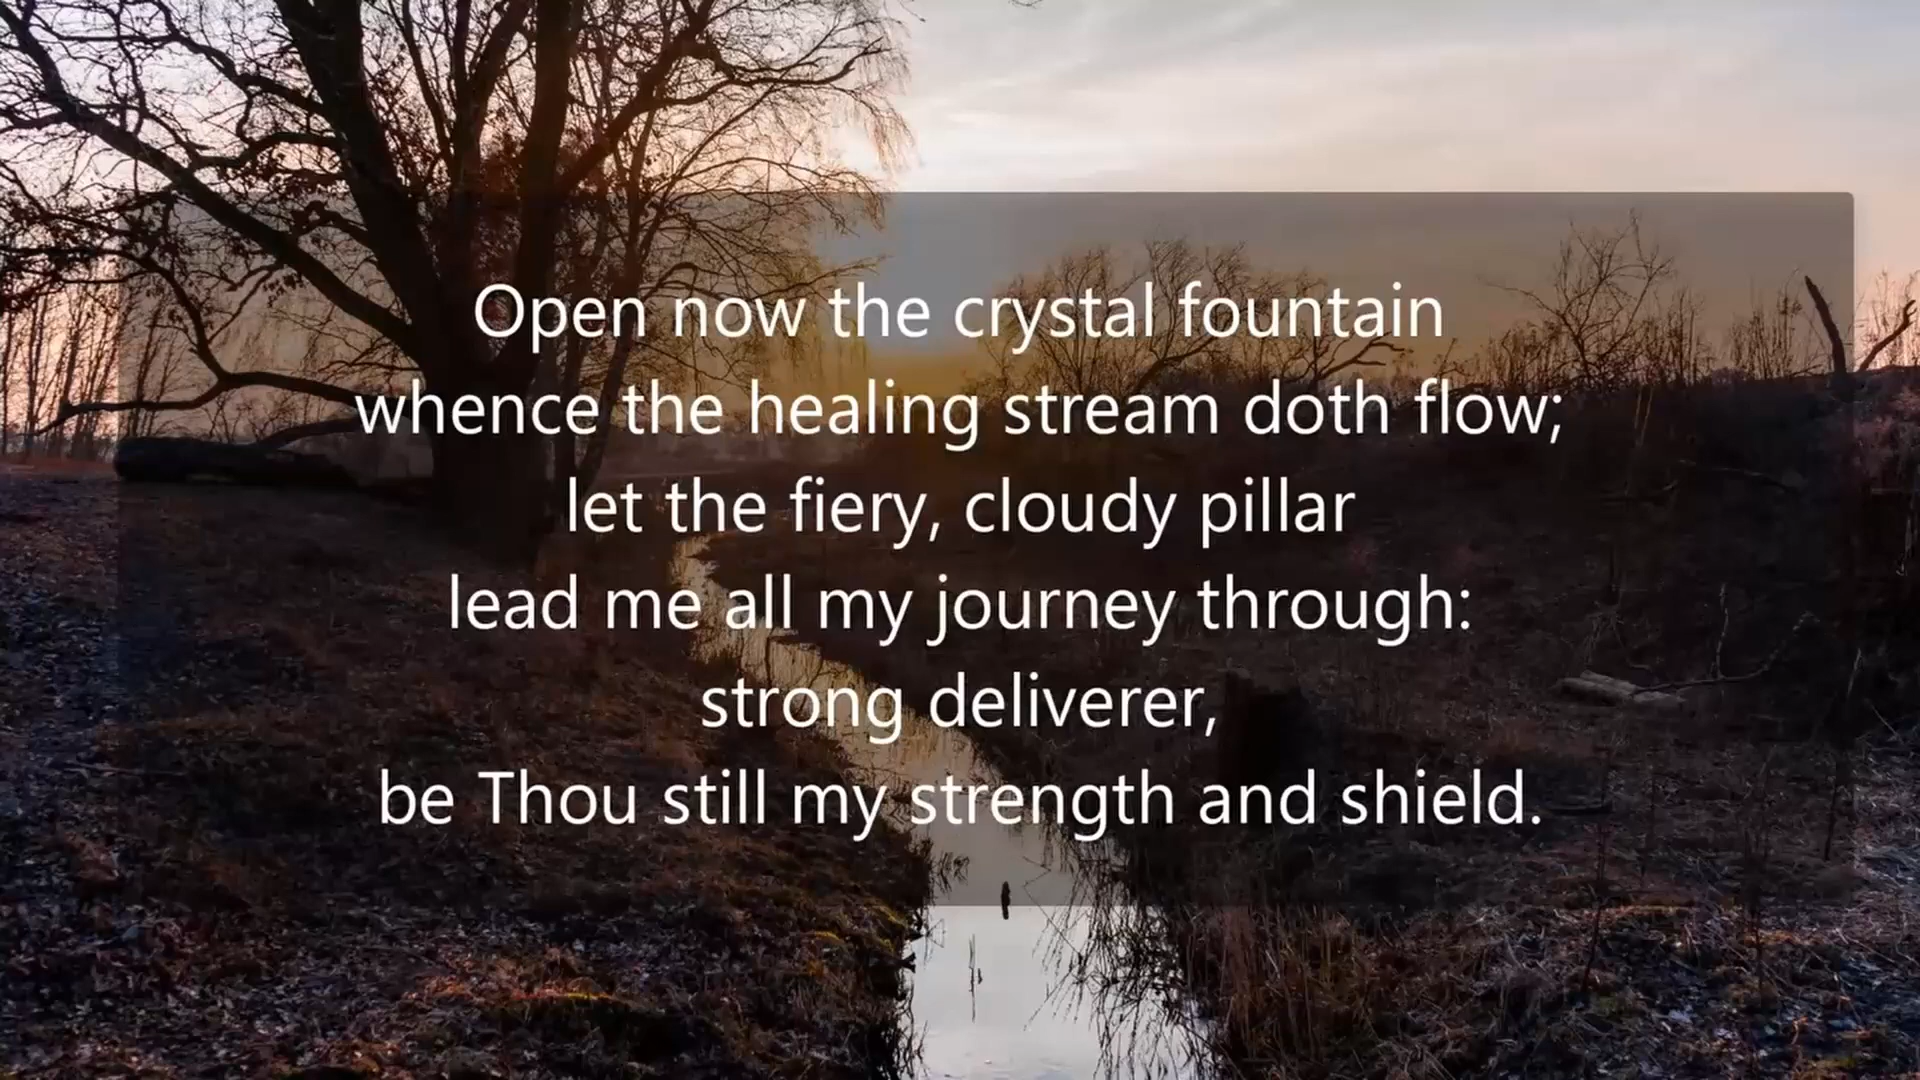 Open now the crystal fountain
whence the healing stream doth flow;
let the fiery, cloudy pillar
lead me all my journey through:
strong deliverer,
be Thou still my strength and shield.